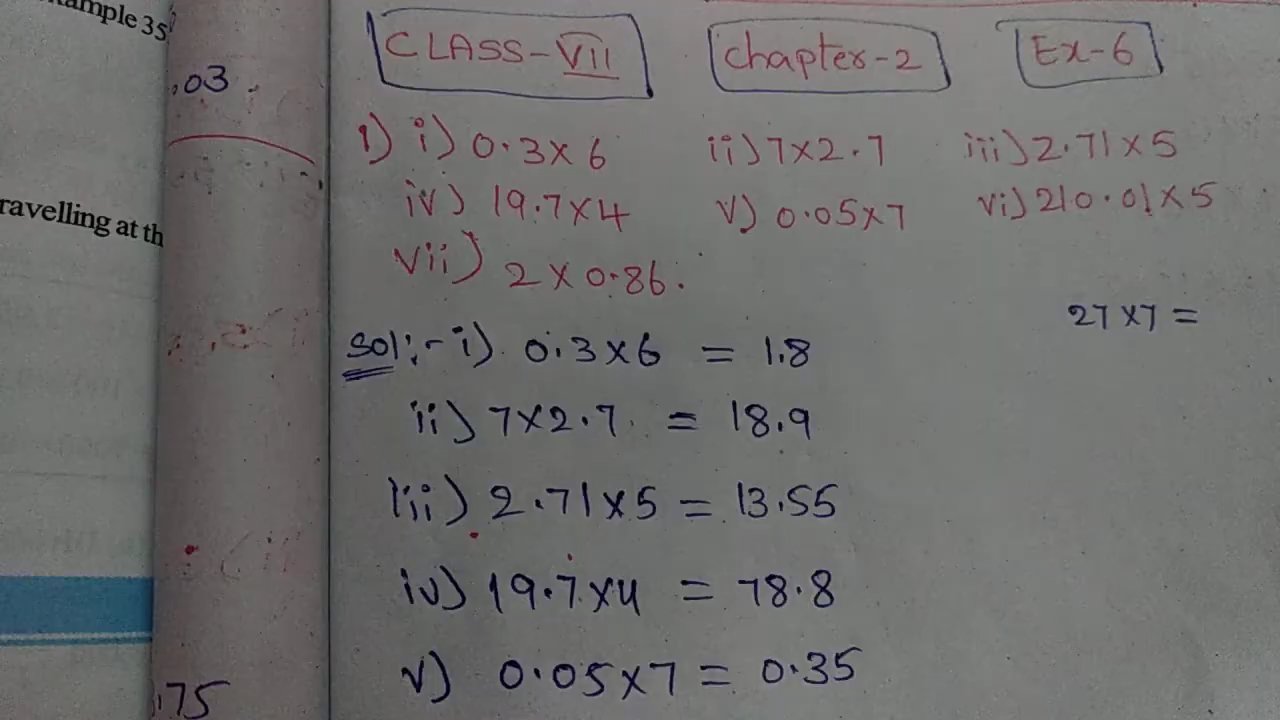 ample 35
.03
ravelling at th
.75
CLASS-VII Chapter-2 Ex-6
1) i) 0.3×6 ii) 7×2.7 iii) 2.71×5
iv) 19.7×4 v) 0.05×7 vi) 210.01×5
vii) 2×0.86.
27×7=
Sol:- i) 0.3×6 = 1.8
ii) 7×2.7 = 18.9
iii) 2.71×5 = 13.55
iv) 19.7×4 = 78.8
v) 0.05×7 = 0.35